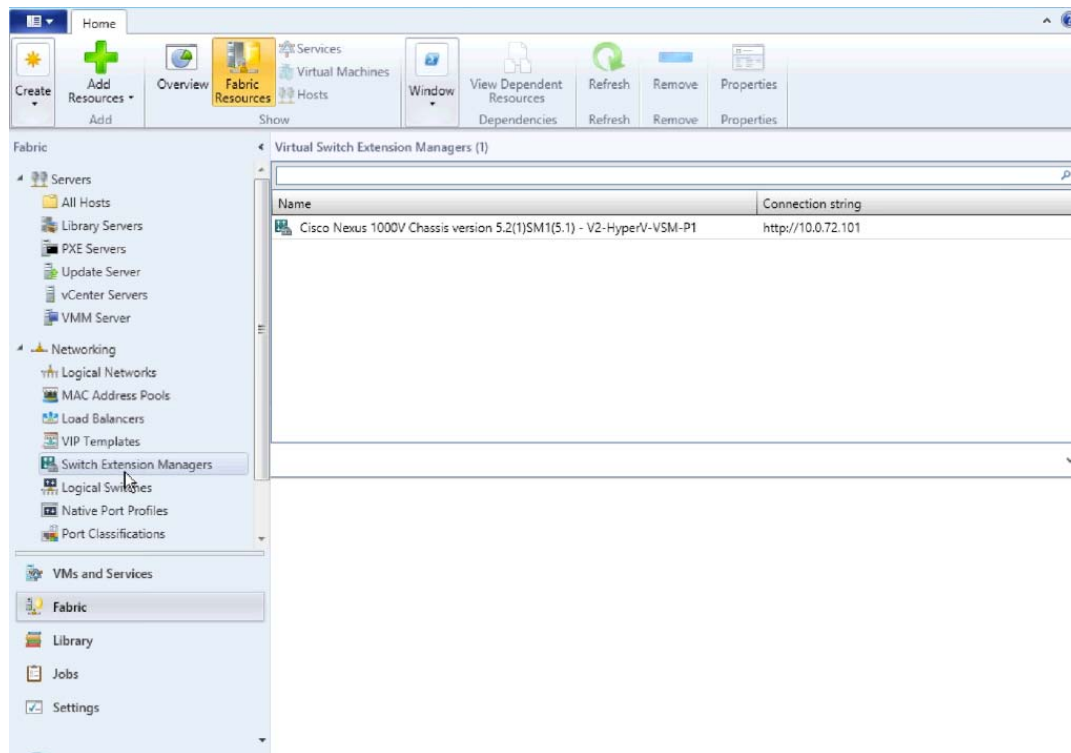 Home
Create
Add Resources
Add
Overview
Fabric Resources
Services
Virtual Machines
Hosts
Show
Window
View Dependent Resources
Dependencies
Refresh
Refresh
Remove
Remove
Properties
Properties
Fabric
Servers
All Hosts
Library Servers
PXE Servers
Update Server
vCenter Servers
VMM Server
Networking
Logical Networks
MAC Address Pools
Load Balancers
VIP Templates
Switch Extension Managers
Logical Switches
Native Port Profiles
Port Classifications
VMs and Services
Fabric
Library
Jobs
Settings
Virtual Switch Extension Managers (1)
Name Connection string
Cisco Nexus 1000V Chassis version 5.2(1)SM1(5.1) - V2-HyperV-VSM-P1 http://10.0.72.101